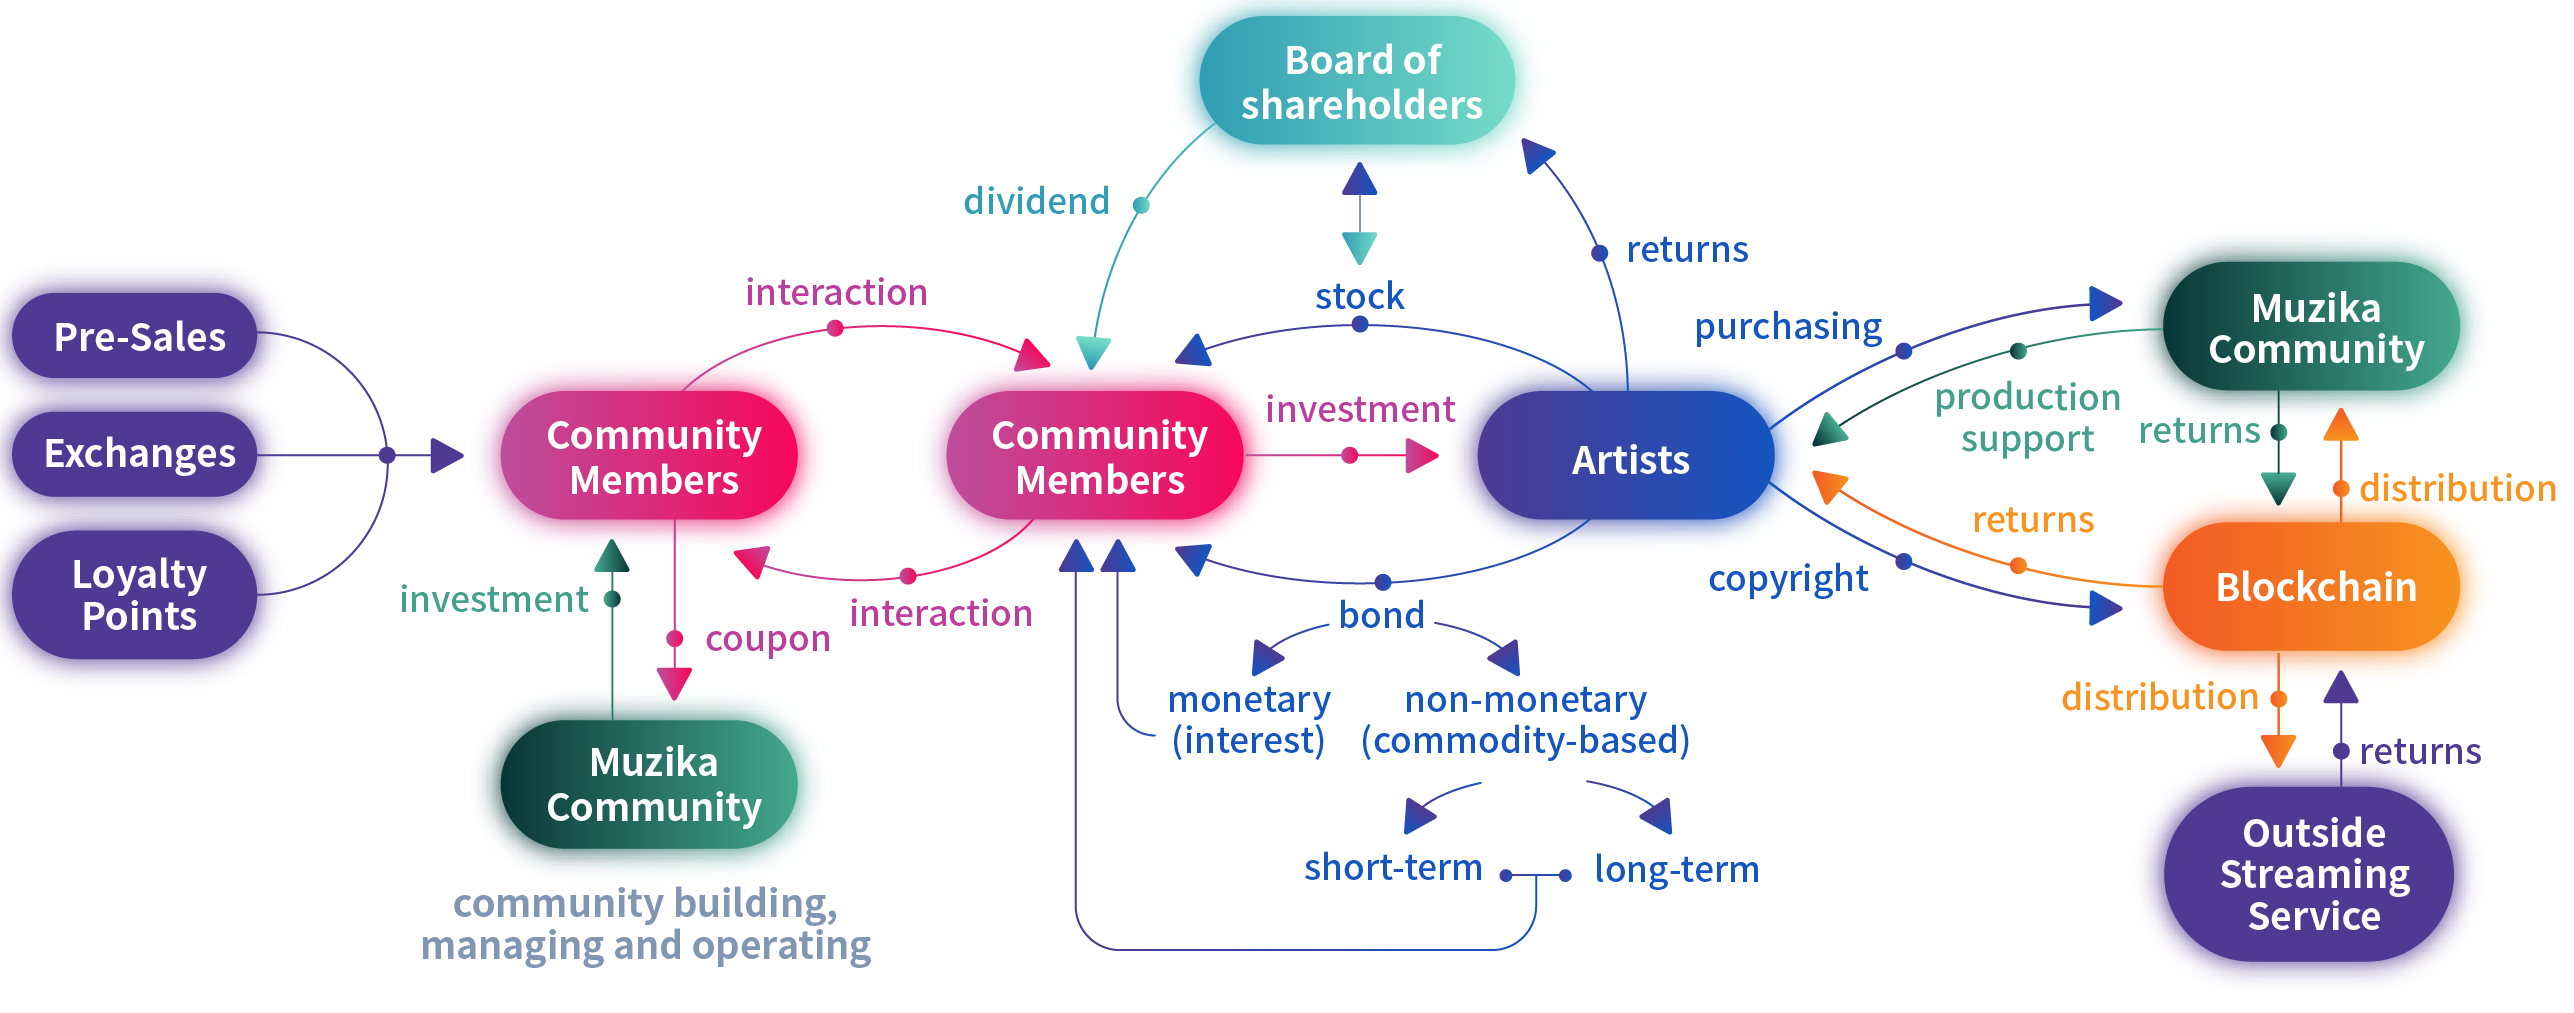 Board of
shareholders
dividend
returns
stock
interaction
Pre-Sales
Exchanges
Loyalty
Points
Community
Members
Community
Members
investment
Artists
purchasing
production
support
Muzika
Community
returns
distribution
returns
copyright
Blockchain
investment
coupon
interaction
bond
monetary
(interest)
non-monetary
(commodity-based)
short-term
long-term
Muzika
Community
community building,
managing and operating
distribution
returns
Outside
Streaming
Service